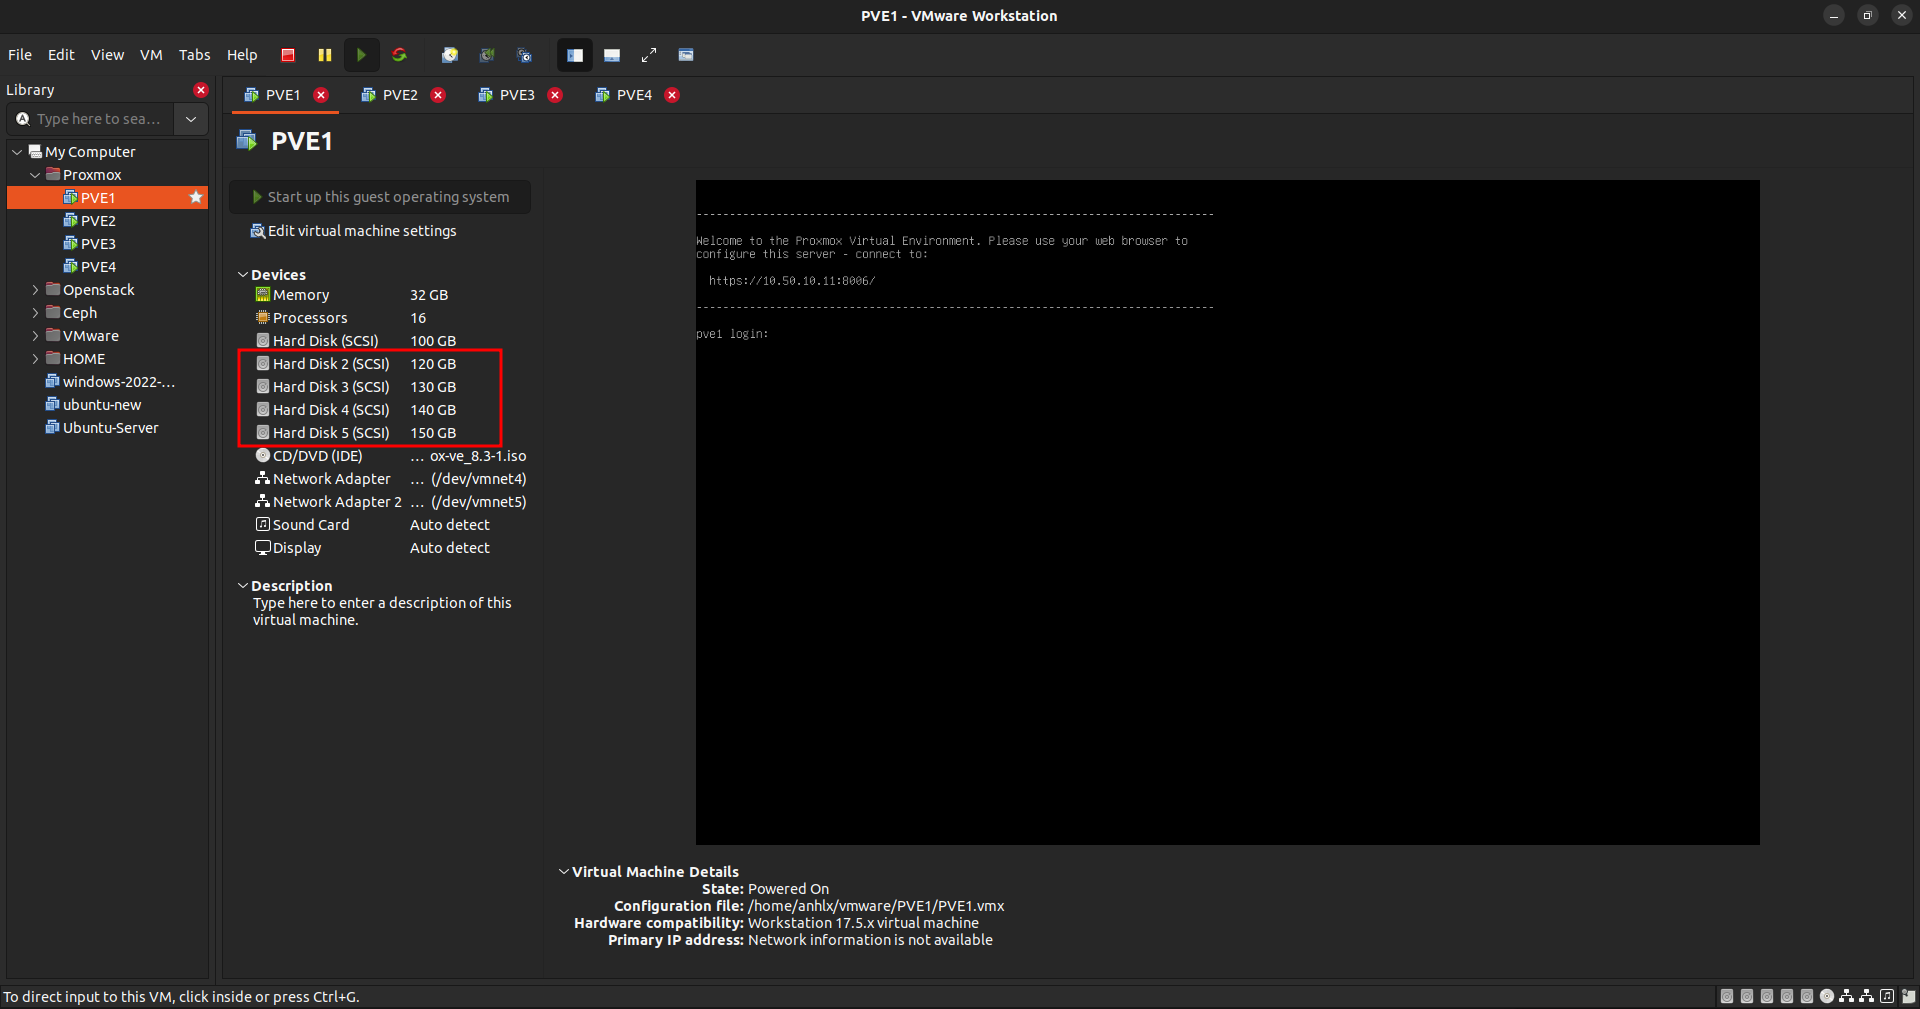 PVE1 - VMware Workstation
File Edit View VM Tabs Help
Library
Type here to sea...
My Computer
Proxmox
PVE1
PVE2
PVE3
PVE4
Openstack
Ceph
VMware
HOME
windows-2022-...
ubuntu-new
Ubuntu-Server
PVE1 PVE2 PVE3 PVE4
PVE1
Start up this guest operating system
Edit virtual machine settings
Devices
Memory 32 GB
Processors 16
Hard Disk (SCSI) 100 GB
Hard Disk 2 (SCSI) 120 GB
Hard Disk 3 (SCSI) 130 GB
Hard Disk 4 (SCSI) 140 GB
Hard Disk 5 (SCSI) 150 GB
CD/DVD (IDE) ... ox-ve_8.3-1.iso
Network Adapter ... (/dev/vmnet4)
Network Adapter 2 ... (/dev/vmnet5)
Sound Card Auto detect
Display Auto detect
Description
Type here to enter a description of this
virtual machine.
Welcome to the Proxmox Virtual Environment. Please use your web browser to
configure this server - connect to:
https://10.50.10.11:8006/
pve1 login:
Virtual Machine Details
State: Powered On
Configuration file: /home/anhlx/vmware/PVE1/PVE1.vmx
Hardware compatibility: Workstation 17.5.x virtual machine
Primary IP address: Network information is not available
To direct input to this VM, click inside or press Ctrl+G.